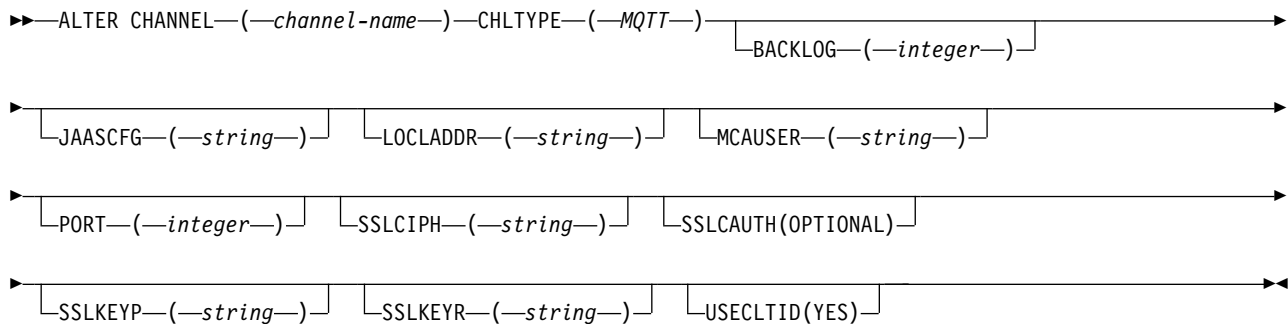 ALTER CHANNEL ( channel-name ) CHLTYPE ( MQTT )
BACKLOG ( integer )
JAASCFG ( string ) LOCLADDR ( string ) MCAUSER ( string )
PORT ( integer ) SSLCIPH ( string ) SSLCAUTH(OPTIONAL)
SSLKEYP ( string ) SSLKEYR ( string ) USECLTID(YES)